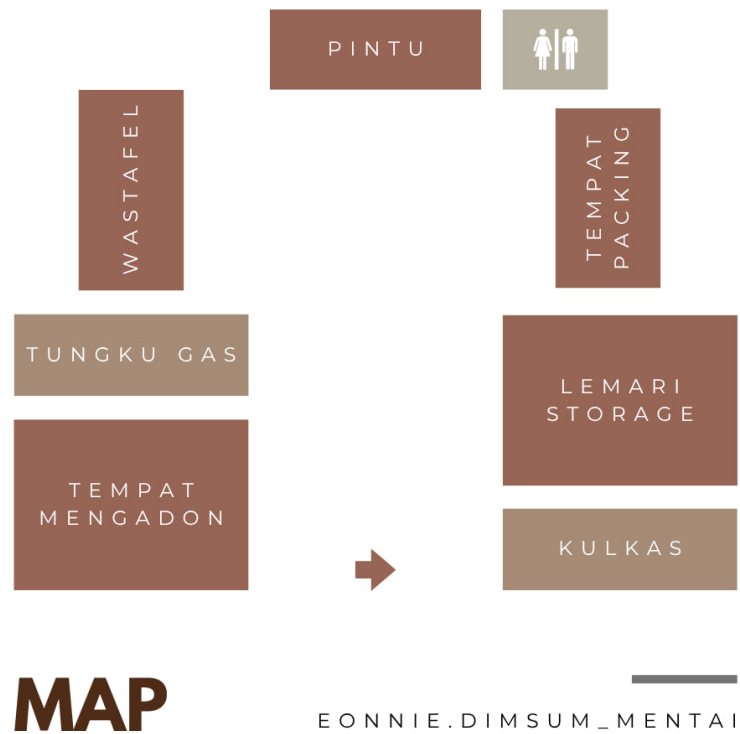 PINTU
WASTAFEL
TEMPAT
PACKING
TUNGKU GAS
LEMARI
STORAGE
TEMPAT
MENGADON
KULKAS
MAP
EONNIE.DIMSUM_MENTAI